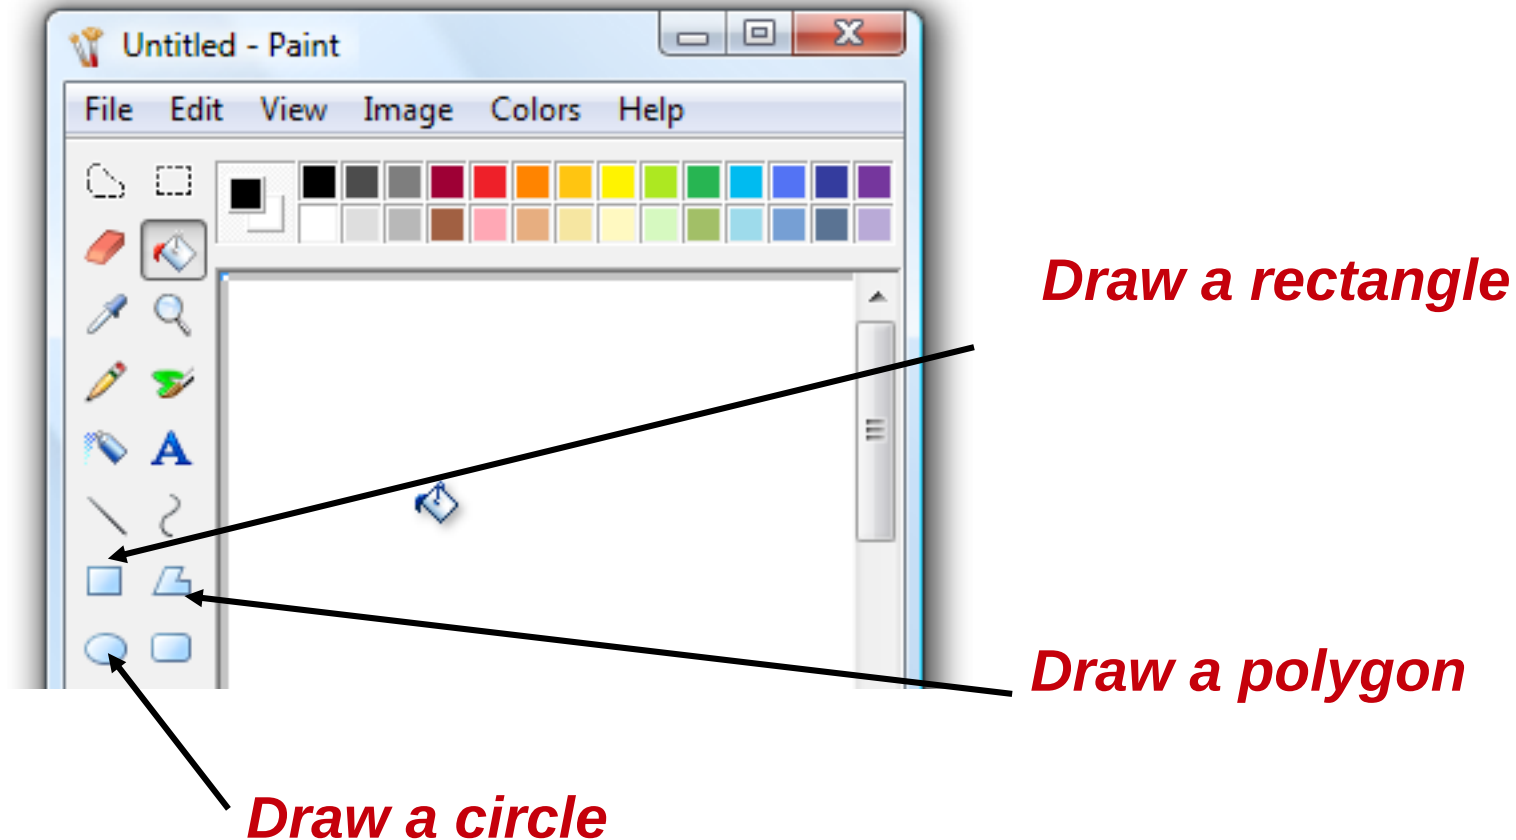 Untitled - Paint
File Edit View Image Colors Help
A
Draw a rectangle
Draw a polygon
Draw a circle